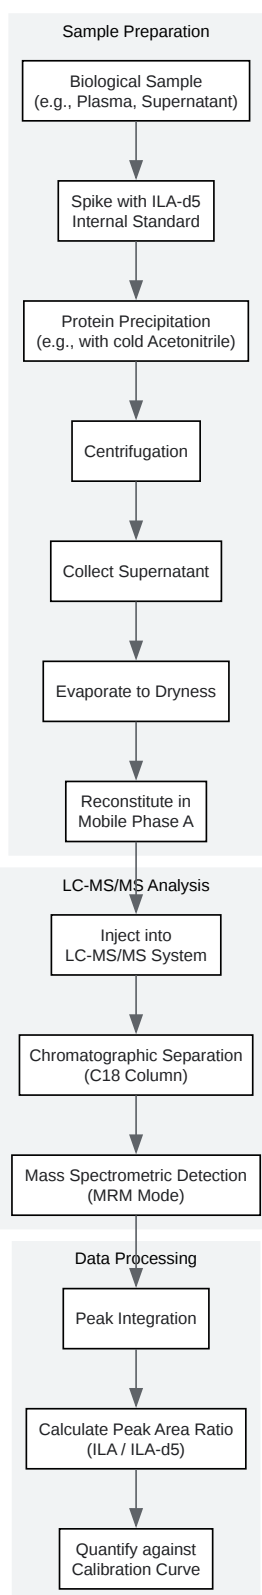 Sample Preparation
Biological Sample
(e.g., Plasma, Supernatant)
Spike with ILA-d5
Internal Standard
Protein Precipitation
(e.g., with cold Acetonitrile)
Centrifugation
Collect Supernatant
Evaporate to Dryness
Reconstitute in
Mobile Phase A
LC-MS/MS Analysis
Inject into
LC-MS/MS System
Chromatographic Separation
(C18 Column)
Mass Spectrometric Detection
(MRM Mode)
Data Processing
Peak Integration
Calculate Peak Area Ratio
(ILA / ILA-d5)
Quantify against
Calibration Curve